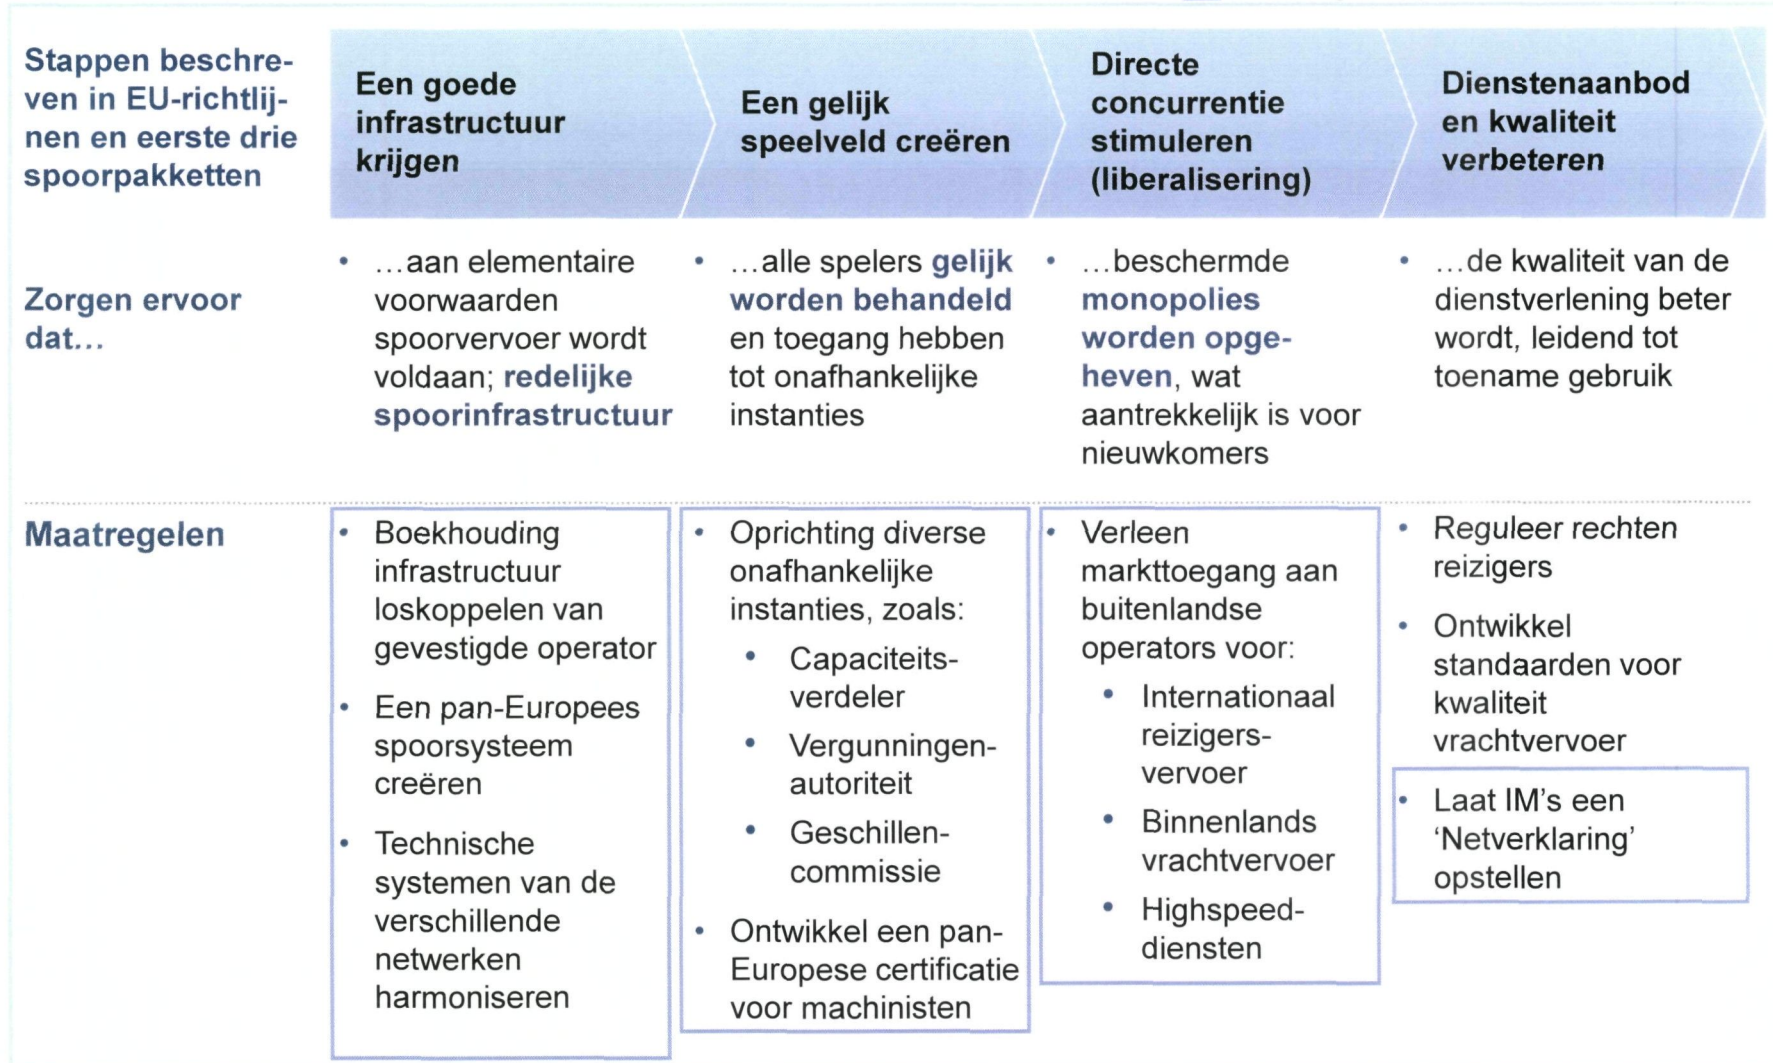 Stappen beschre-
ven in EU-richtlij-
nen en eerste drie
spoorpakketten
Een goede
infrastructuur
krijgen
Een gelijk
speelveld creëren
Directe
concurrentie
stimuleren
(liberalisering)
Dienstenaanbod
en kwaliteit
verbeteren
Zorgen ervoor
dat...
• ...aan elementaire
voorwaarden
spoorvervoer wordt
voldaan; redelijke
spoorinfrastructuur
• ...alle spelers gelijk
worden behandeld
en toegang hebben
tot onafhankelijke
instanties
• ...beschermde
monopolies
worden opge-
heven, wat
aantrekkelijk is voor
nieuwkomers
• ...de kwaliteit van de
dienstverlening beter
wordt, leidend tot
toename gebruik
Maatregelen
• Boekhouding
infrastructuur
loskoppelen van
gevestigde operator
• Een pan-Europees
spoorsysteem
creëren
• Technische
systemen van de
verschillende
netwerken
harmoniseren
• Oprichting diverse
onafhankelijke
instanties, zoals:
• Capaciteits-
verdeler
• Vergunningen-
autoriteit
• Geschillen-
commissie
• Ontwikkel een pan-
Europese certificatie
voor machinisten
• Verleen
markttoegang aan
buitenlandse
operators voor:
• Internationaal
reizigers-
vervoer
• Binnenlands
vrachtvervoer
• Highspeed-
diensten
• Reguleer rechten
reizigers
• Ontwikkel
standaarden voor
kwaliteit
vrachtvervoer
• Laat IM's een
'Netverklaring'
opstellen